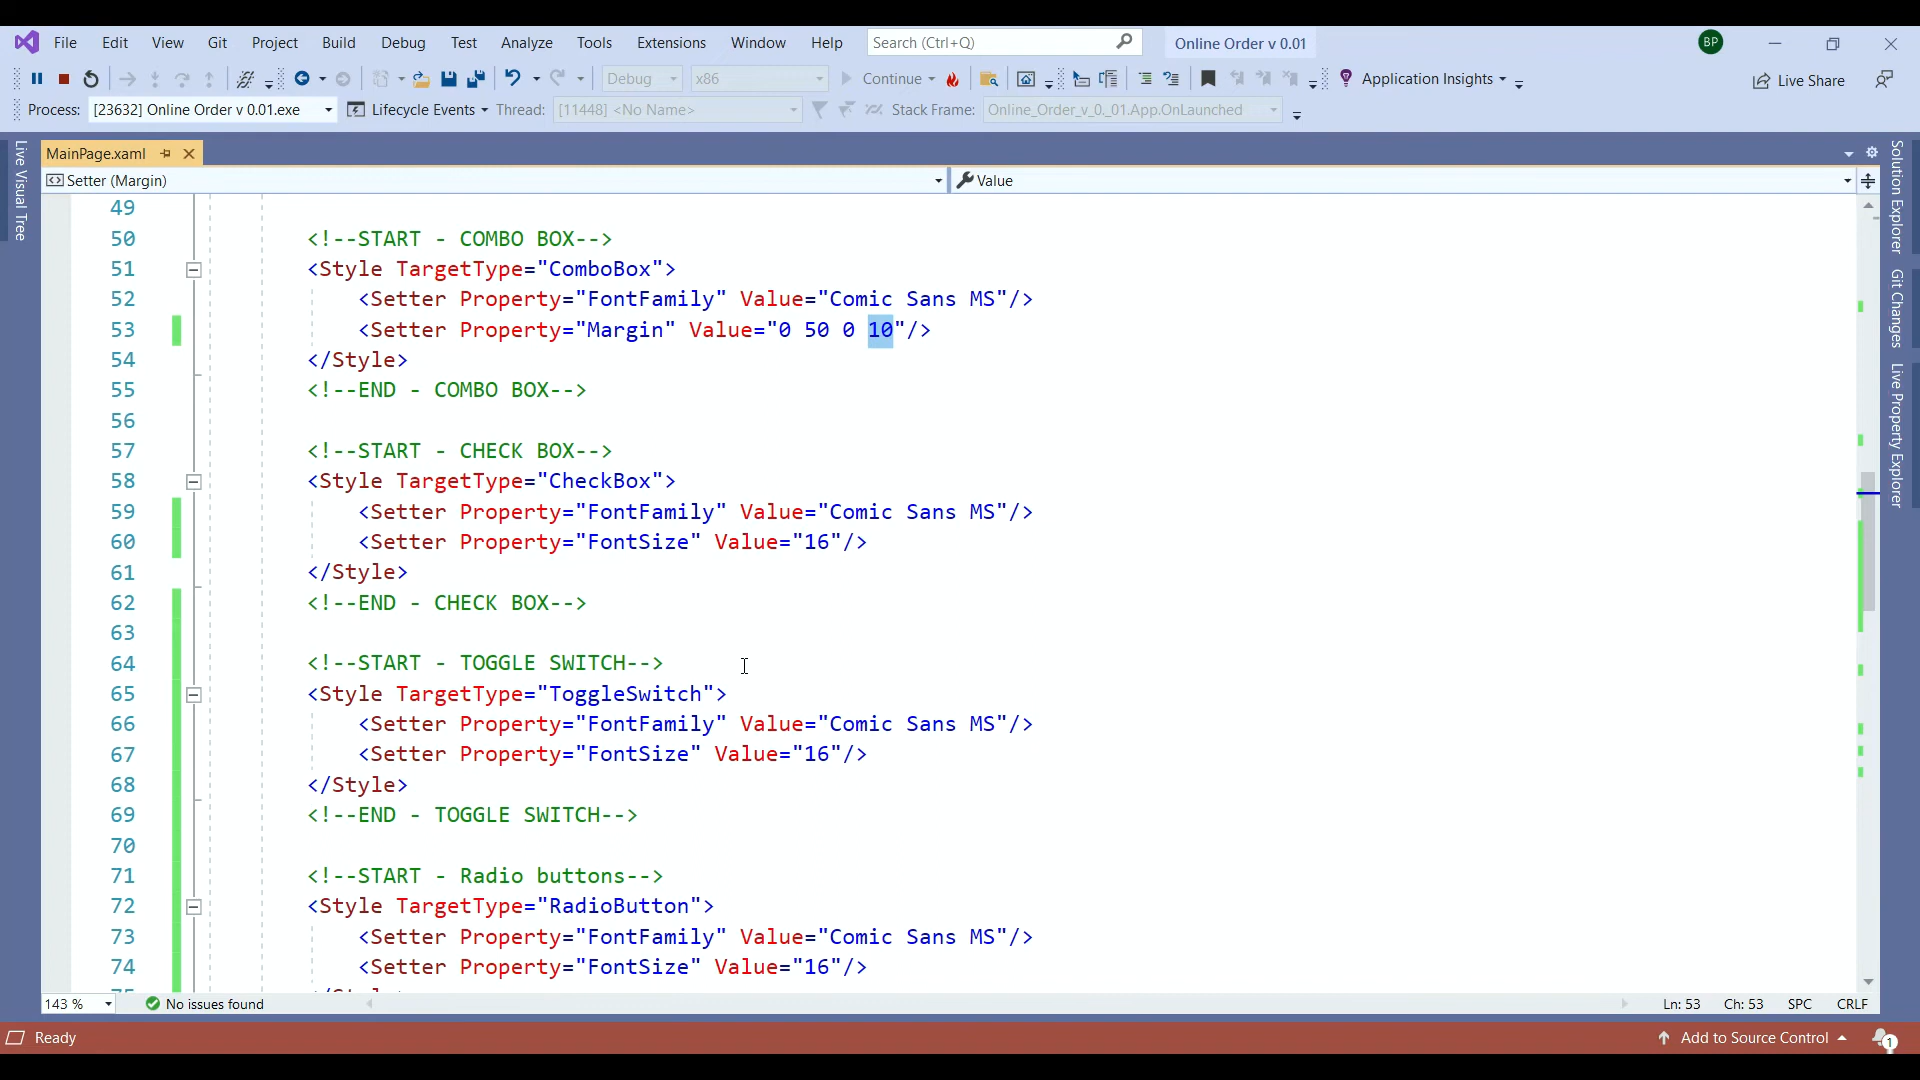 File Edit View Git Project Build Debug Test Analyze Tools Extensions Window Help Search (Ctrl+Q) Online Order v 0.01 BP
Debug x86 Continue Application Insights Live Share
Process: [23632] Online Order v 0.01.exe Lifecycle Events Thread: [11448] <No Name> Stack Frame: Online_Order_v_0._01.App.OnLaunched
MainPage.xaml
Setter (Margin) Value
Live Visual Tree
Solution Explorer
Git Changes
Live Property Explorer
49
50 <!--START - COMBO BOX-->
51 <Style TargetType="ComboBox">
52 <Setter Property="FontFamily" Value="Comic Sans MS"/>
53 <Setter Property="Margin" Value="0 50 0 10"/>
54 </Style>
55 <!--END - COMBO BOX-->
56
57 <!--START - CHECK BOX-->
58 <Style TargetType="CheckBox">
59 <Setter Property="FontFamily" Value="Comic Sans MS"/>
60 <Setter Property="FontSize" Value="16"/>
61 </Style>
62 <!--END - CHECK BOX-->
63
64 <!--START - TOGGLE SWITCH-->
65 <Style TargetType="ToggleSwitch">
66 <Setter Property="FontFamily" Value="Comic Sans MS"/>
67 <Setter Property="FontSize" Value="16"/>
68 </Style>
69 <!--END - TOGGLE SWITCH-->
70
71 <!--START - Radio buttons-->
72 <Style TargetType="RadioButton">
73 <Setter Property="FontFamily" Value="Comic Sans MS"/>
74 <Setter Property="FontSize" Value="16"/>
143 % No issues found Ln: 53 Ch: 53 SPC CRLF
Ready Add to Source Control 1